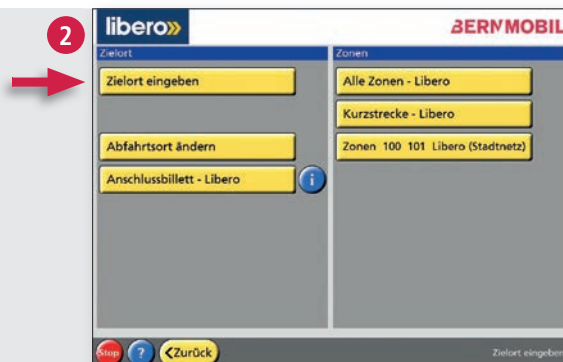 2
libero»
BERNMOBIL
Zielort
Zielort eingeben
Abfahrtsort ändern
Anschlussbillett - Libero
i
Zonen
Alle Zonen - Libero
Kurzstrecke - Libero
Zonen 100 101 Libero (Stadtnetz)
Stop
?
<Zurück
Zielort eingeben